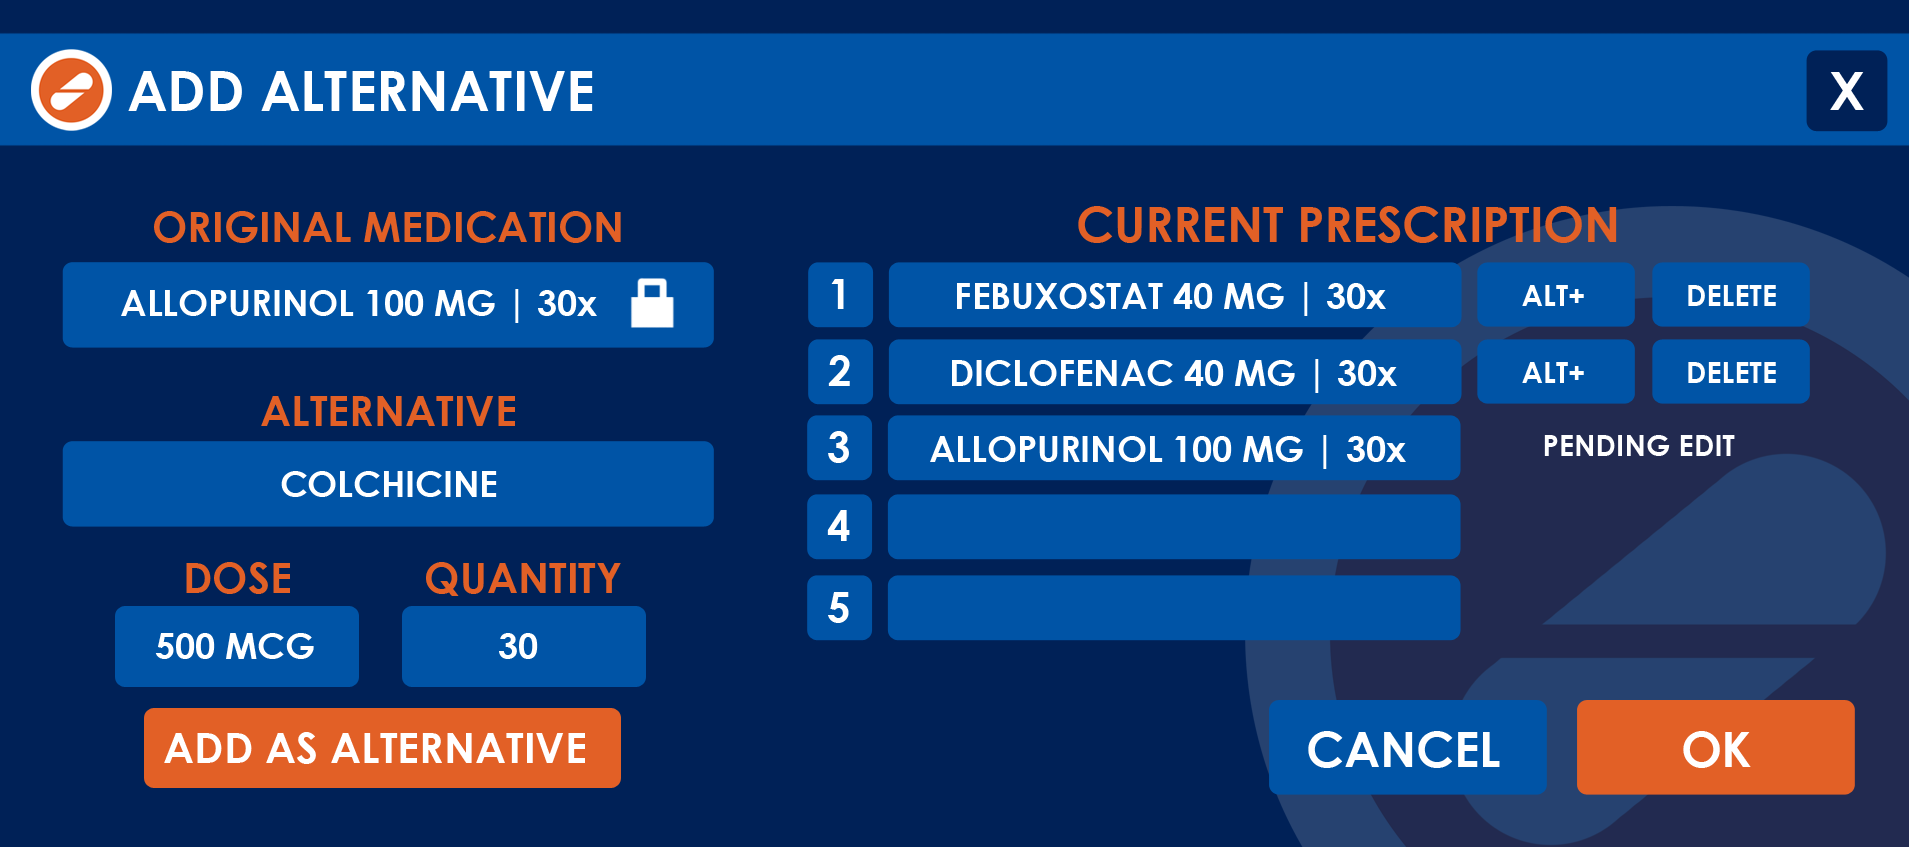 ADD ALTERNATIVE
X
ORIGINAL MEDICATION
ALLOPURINOL 100 MG | 30x
ALTERNATIVE
COLCHICINE
DOSE
QUANTITY
500 MCG
30
ADD AS ALTERNATIVE
CURRENT PRESCRIPTION
1 FEBUXOSTAT 40 MG | 30x ALT+ DELETE
2 DICLOFENAC 40 MG | 30x ALT+ DELETE
3 ALLOPURINOL 100 MG | 30x PENDING EDIT
4
5
CANCEL
OK